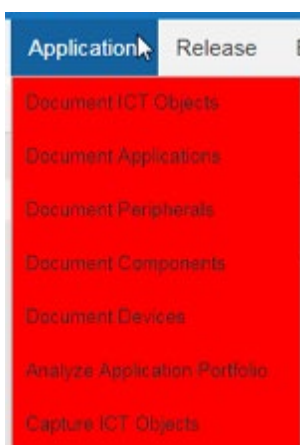 Application Release
Document ICT Objects
Document Applications
Document Peripherals
Document Components
Document Devices
Analyze Application Portfolio
Capture ICT Objects